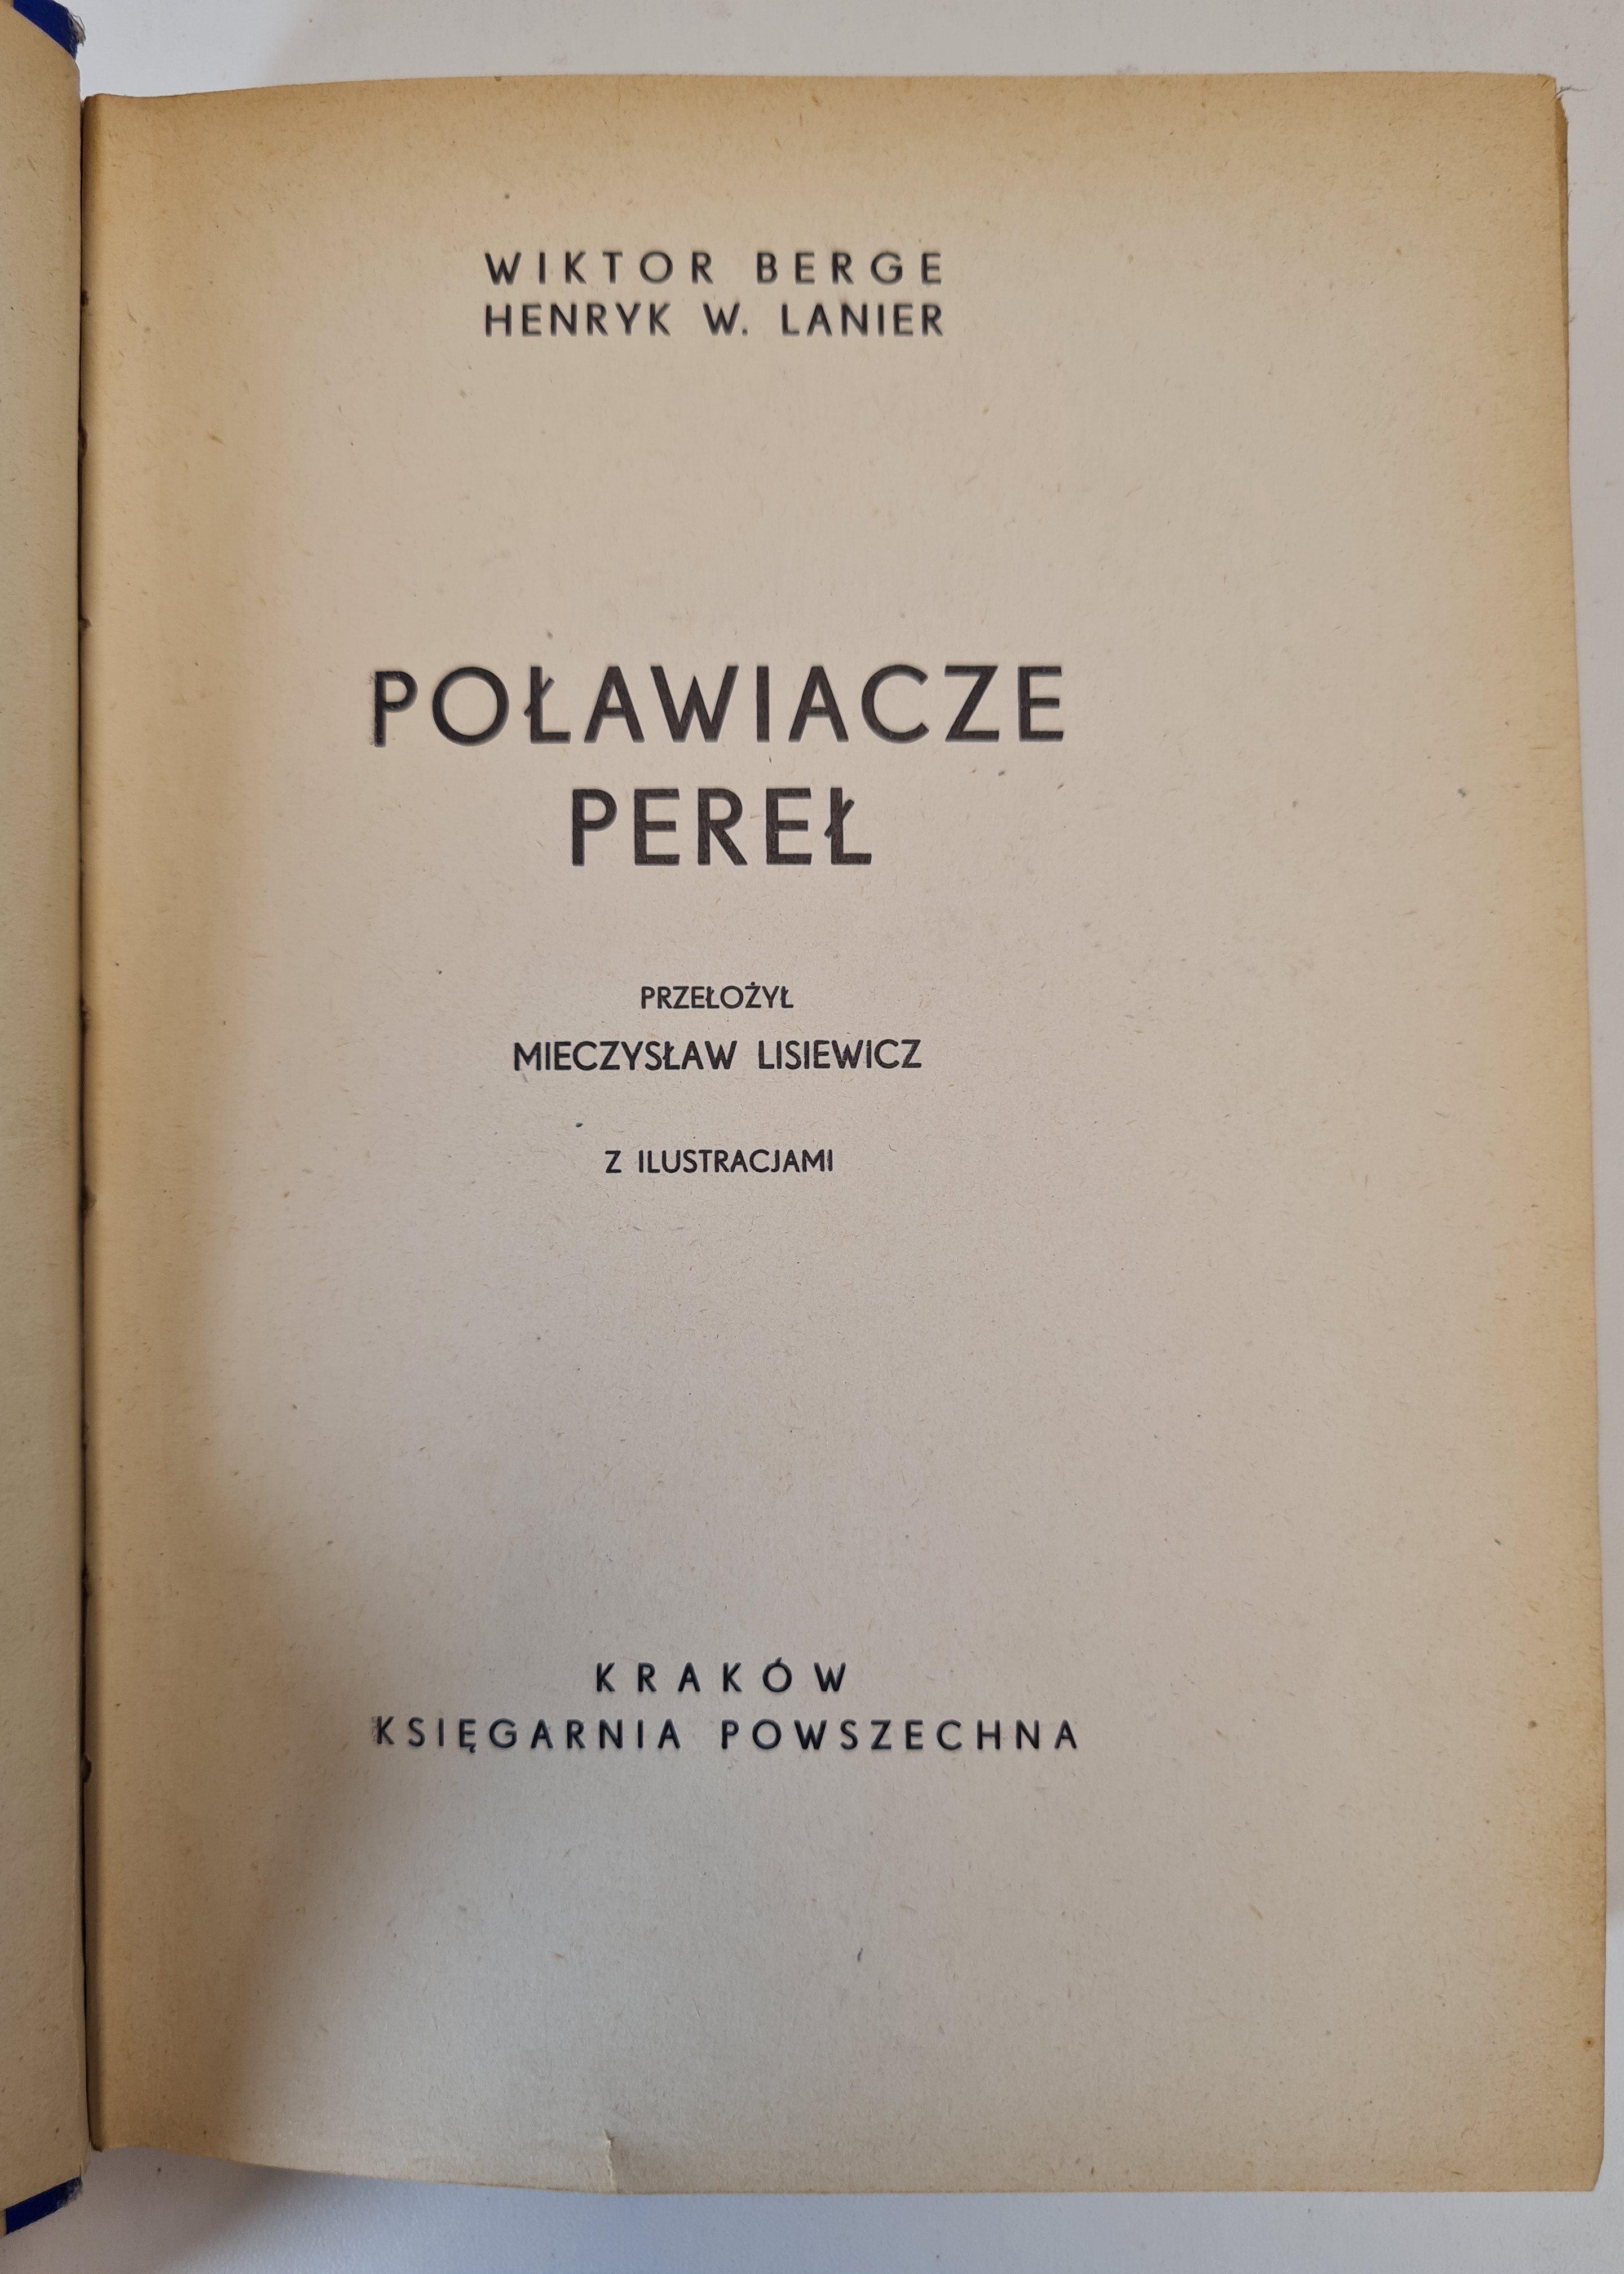 WIKTOR BERGE
HENRYK W. LANIER
POŁAWIACZE
PEREŁ
PRZEŁOŻYŁ
MIECZYSŁAW LISIEWICZ
Z ILUSTRACJAMI
KRAKÓW
KSIĘGARNIA POWSZECHNA